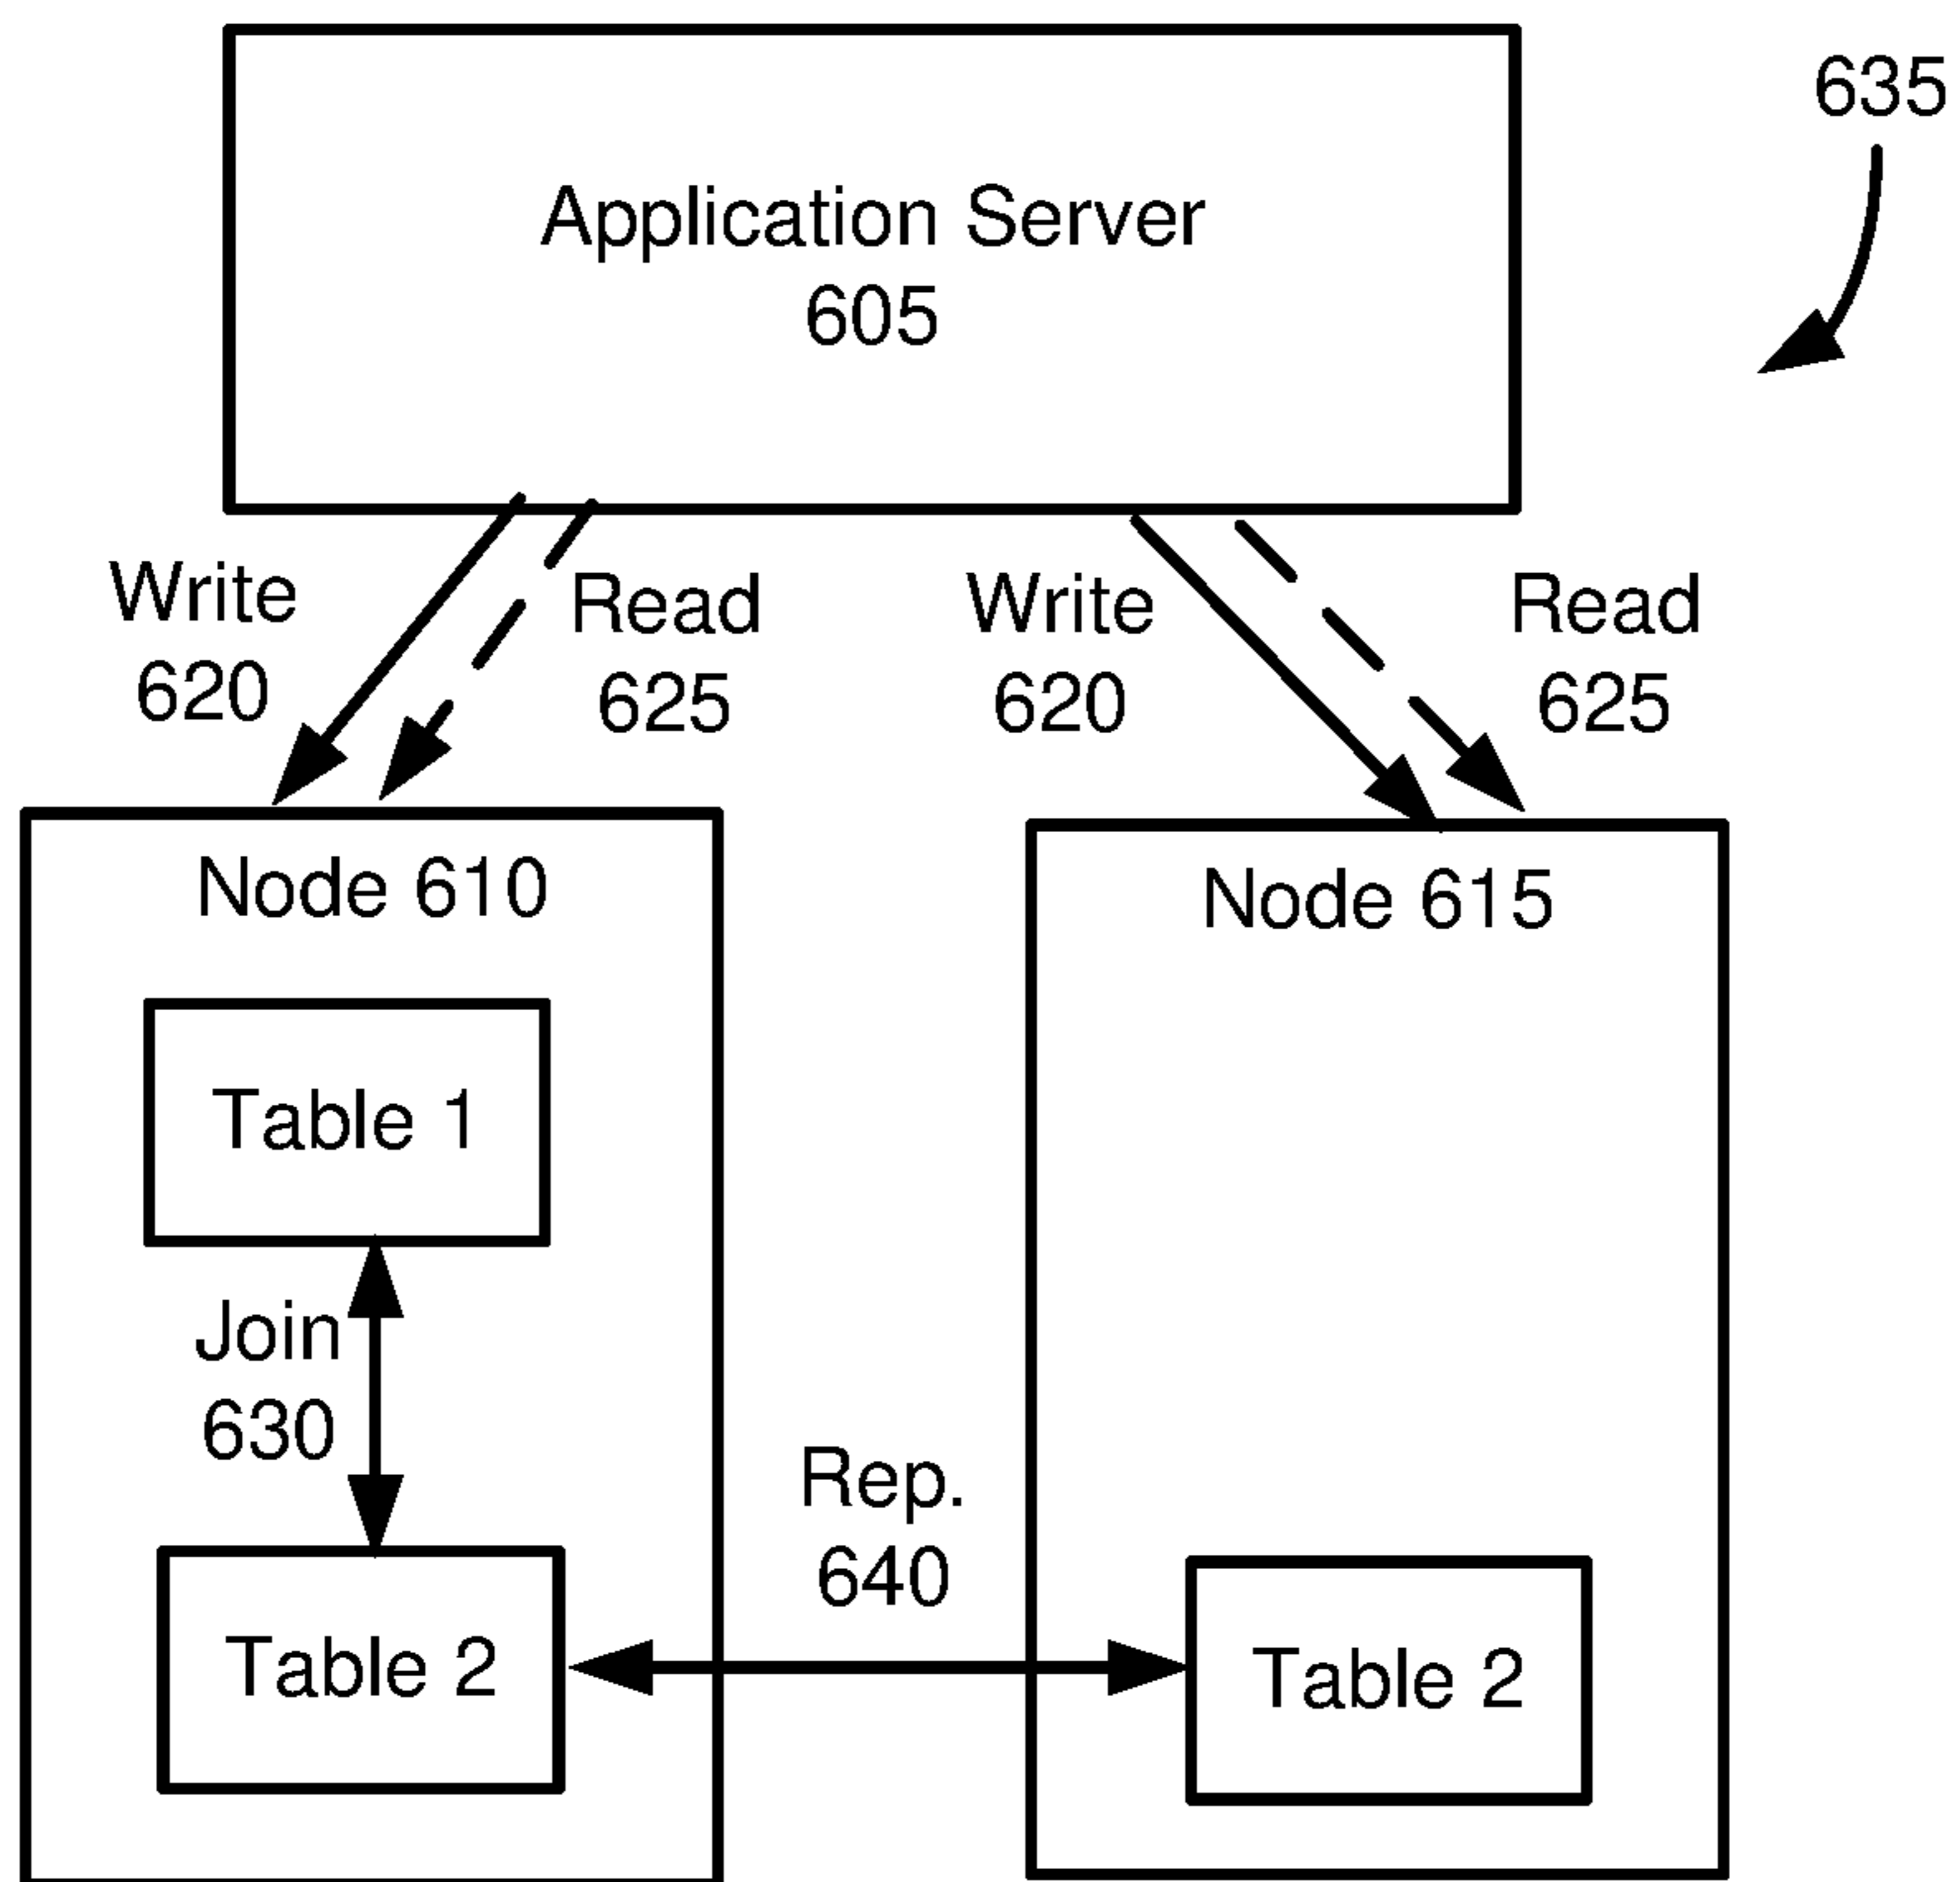 Application Server
605
635
Write
620
Read
625
Write
620
Read
625
Node 610
Table 1
Join
630
Table 2
Rep.
640
Node 615
Table 2